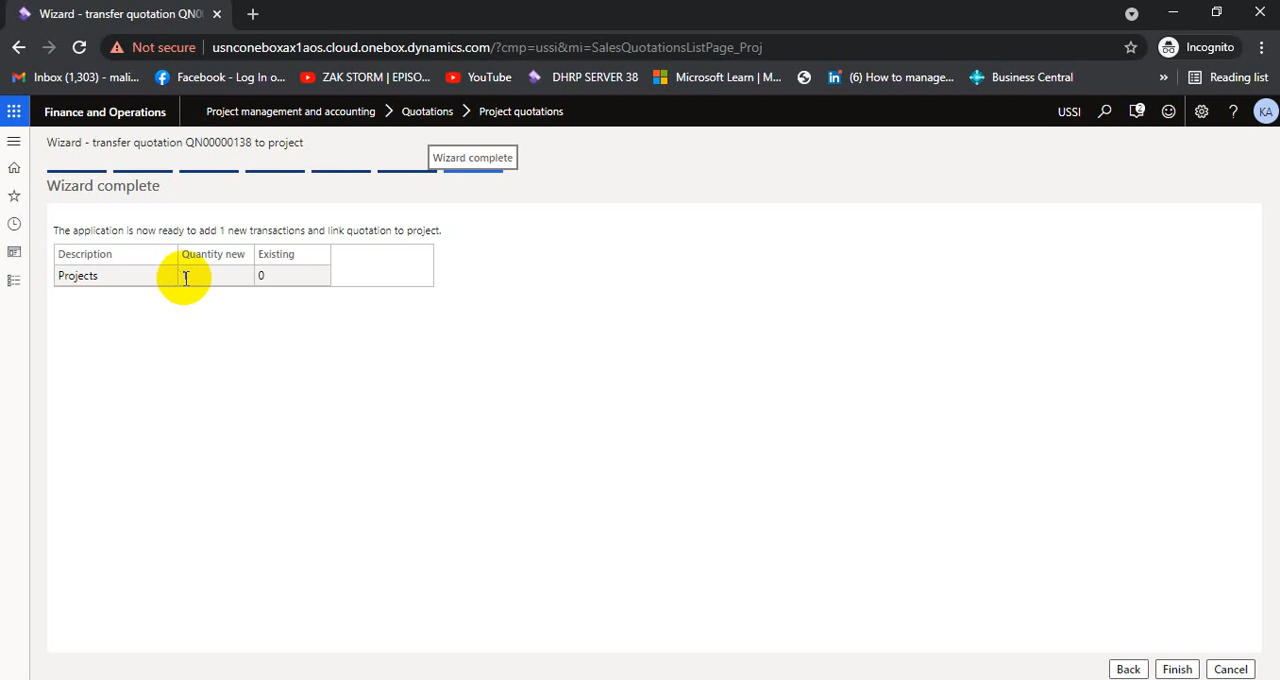 Wizard - transfer quotation QN0
Not secure
usnconeboxax1aos.cloud.onebox.dynamics.com/?cmp=ussi&mi=SalesQuotationsListPage_Proj
Incognito
Inbox (1,303) - mali...
Facebook - Log In o...
ZAK STORM | EPISO...
YouTube
DHRP SERVER 38
Microsoft Learn | M...
(6) How to manage...
Business Central
»
Reading list
Finance and Operations
Project management and accounting
Quotations
Project quotations
USSI
2
?
KA
Wizard - transfer quotation QN00000138 to project
Wizard complete
Wizard complete
The application is now ready to add 1 new transactions and link quotation to project.
Description Quantity new Existing
Projects 0
Back Finish Cancel